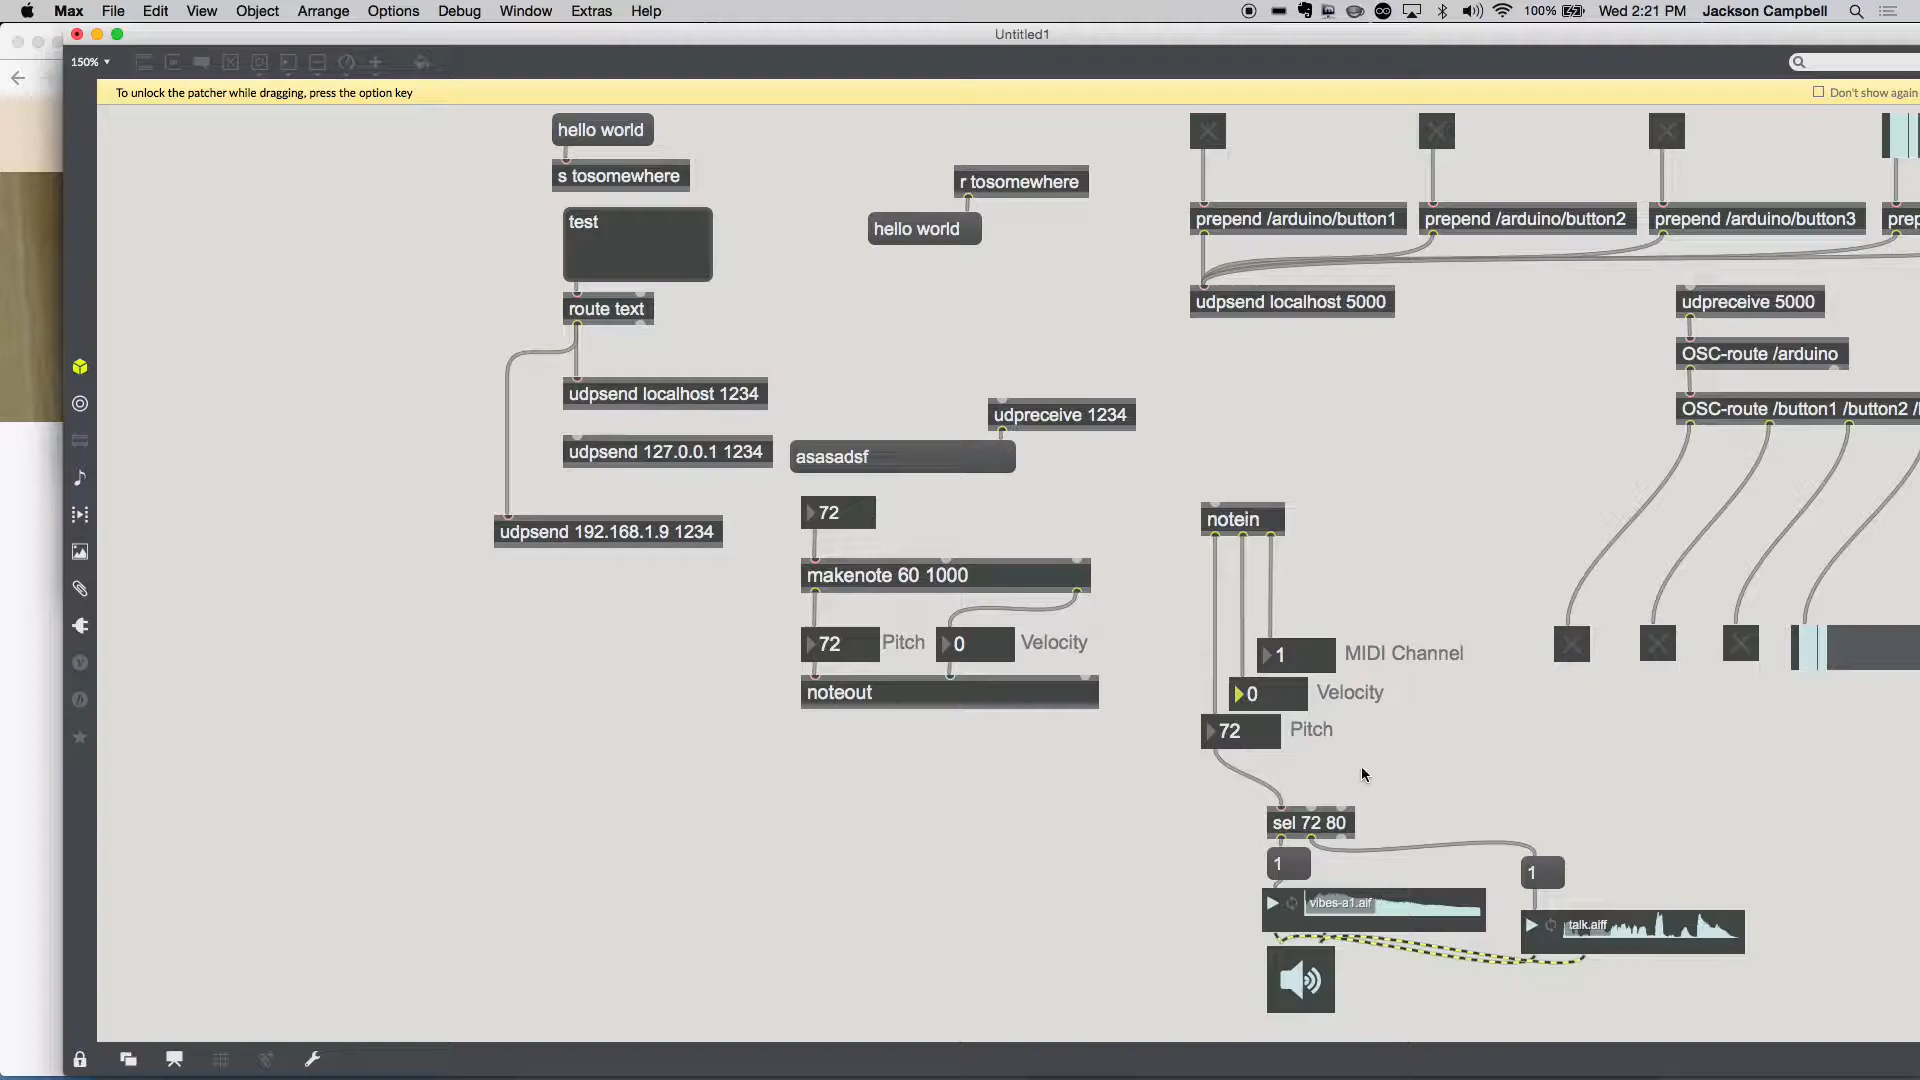 Max File Edit View Object Arrange Options Debug Window Extras Help 100% Wed 2:21 PM Jackson Campbell
Untitled1
150%
To unlock the patcher while dragging, press the option key
Don't show again
hello world
s tosomewhere
r tosomewhere
hello world
test
route text
udpsend localhost 1234
udpsend 127.0.0.1 1234
udpsend 192.168.1.9 1234
udpreceive 1234
asasadsf
72
makenote 60 1000
72 Pitch 0 Velocity
noteout
prepend /arduino/button1 prepend /arduino/button2 prepend /arduino/button3 prep
udpsend localhost 5000
udpreceive 5000
OSC-route /arduino
OSC-route /button1 /button2 /
notein
1 MIDI Channel
0 Velocity
72 Pitch
sel 72 80
1
1
vibes-a1.aif
talk.aiff